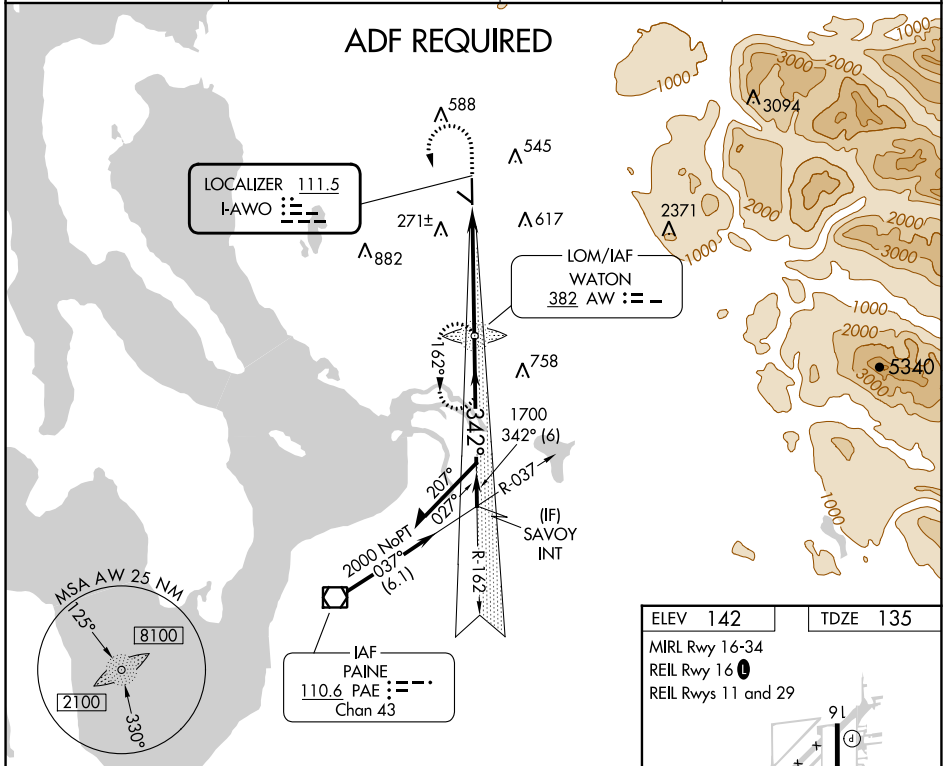 ADF REQUIRED
1000
3000
2000
1000
3094
588
545
LOCALIZER 111.5
I-AWO
271±
617
882
2371
2000
1000
2000
3000
LOM/IAF
WATON
382 AW
1000
2000
5340
3000
162°
758
342°
1700
342° (6)
207°
027°
R-037
2000 NoPT
037°
(6.1)
(IF)
SAVOY
INT
R-162
1000
MSA AW 25 NM
125°
8100
2100
330°
IAF
PAINE
110.6 PAE
Chan 43
ELEV 142
TDZE 135
MIRL Rwy 16-34
REIL Rwy 16 L
REIL Rwys 11 and 29
16
P